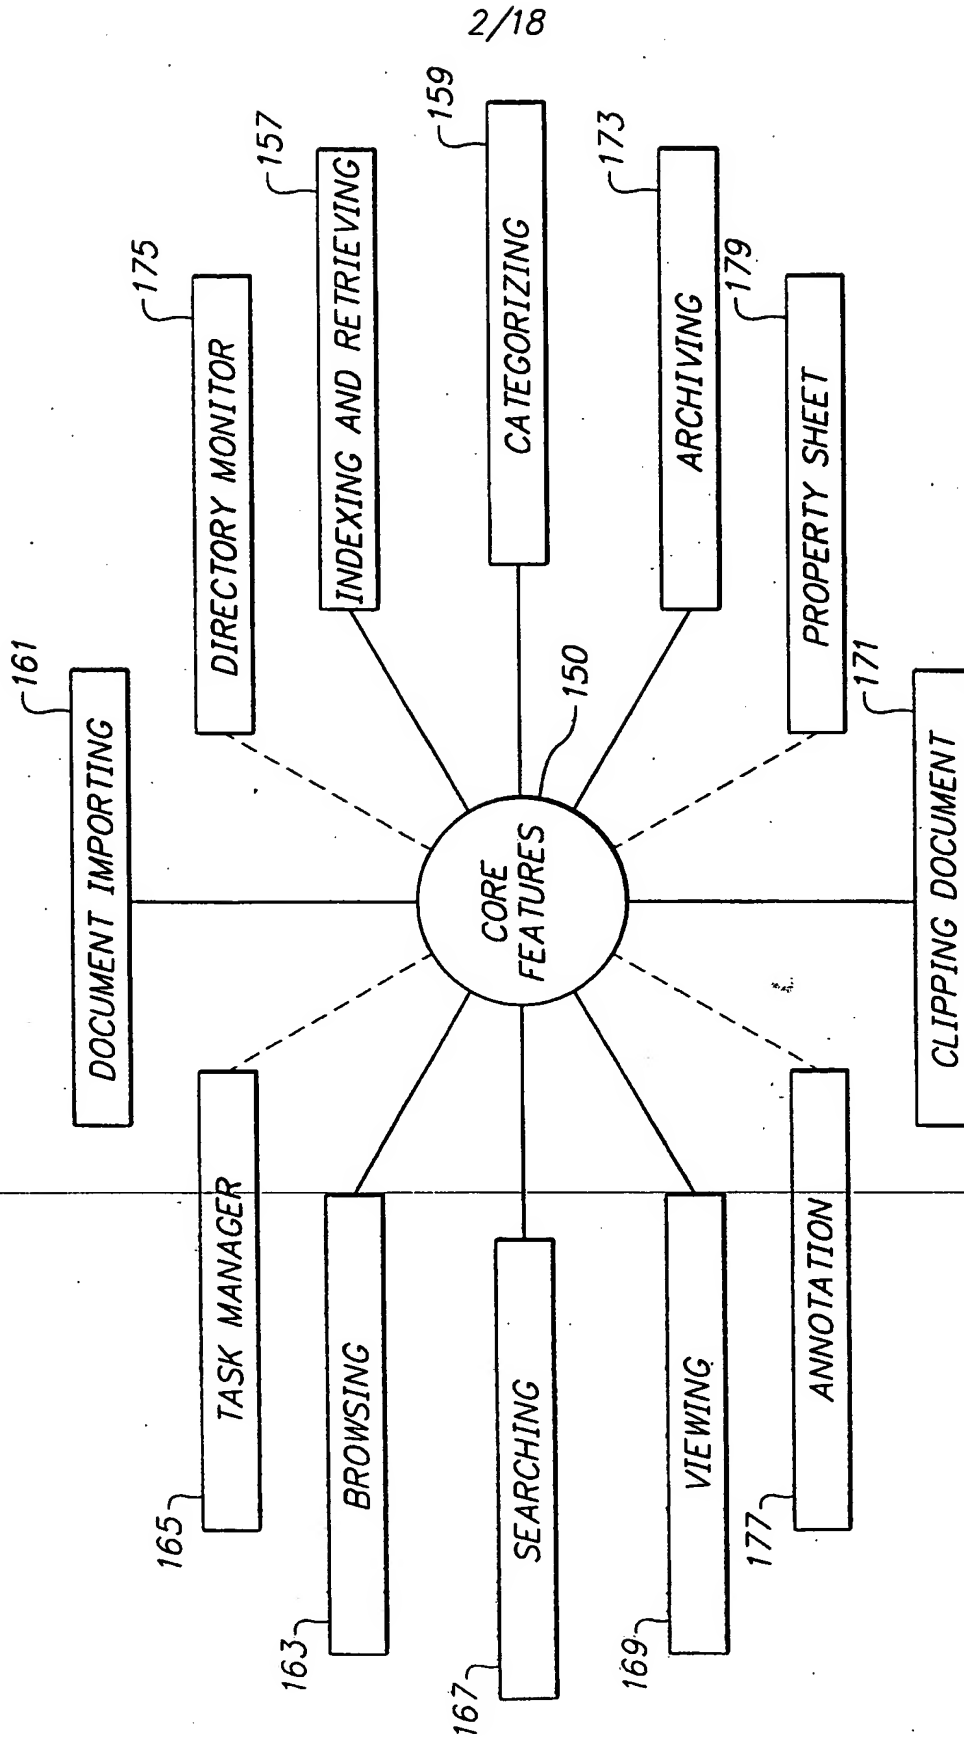 2/18
161
DOCUMENT IMPORTING
175
DIRECTORY MONITOR
157
INDEXING AND RETRIEVING
159
CATEGORIZING
173
ARCHIVING
179
PROPERTY SHEET
171
CLIPPING DOCUMENT
177
ANNOTATION
169
VIEWING
167
SEARCHING
163
BROWSING
165
TASK MANAGER
CORE
FEATURES
150